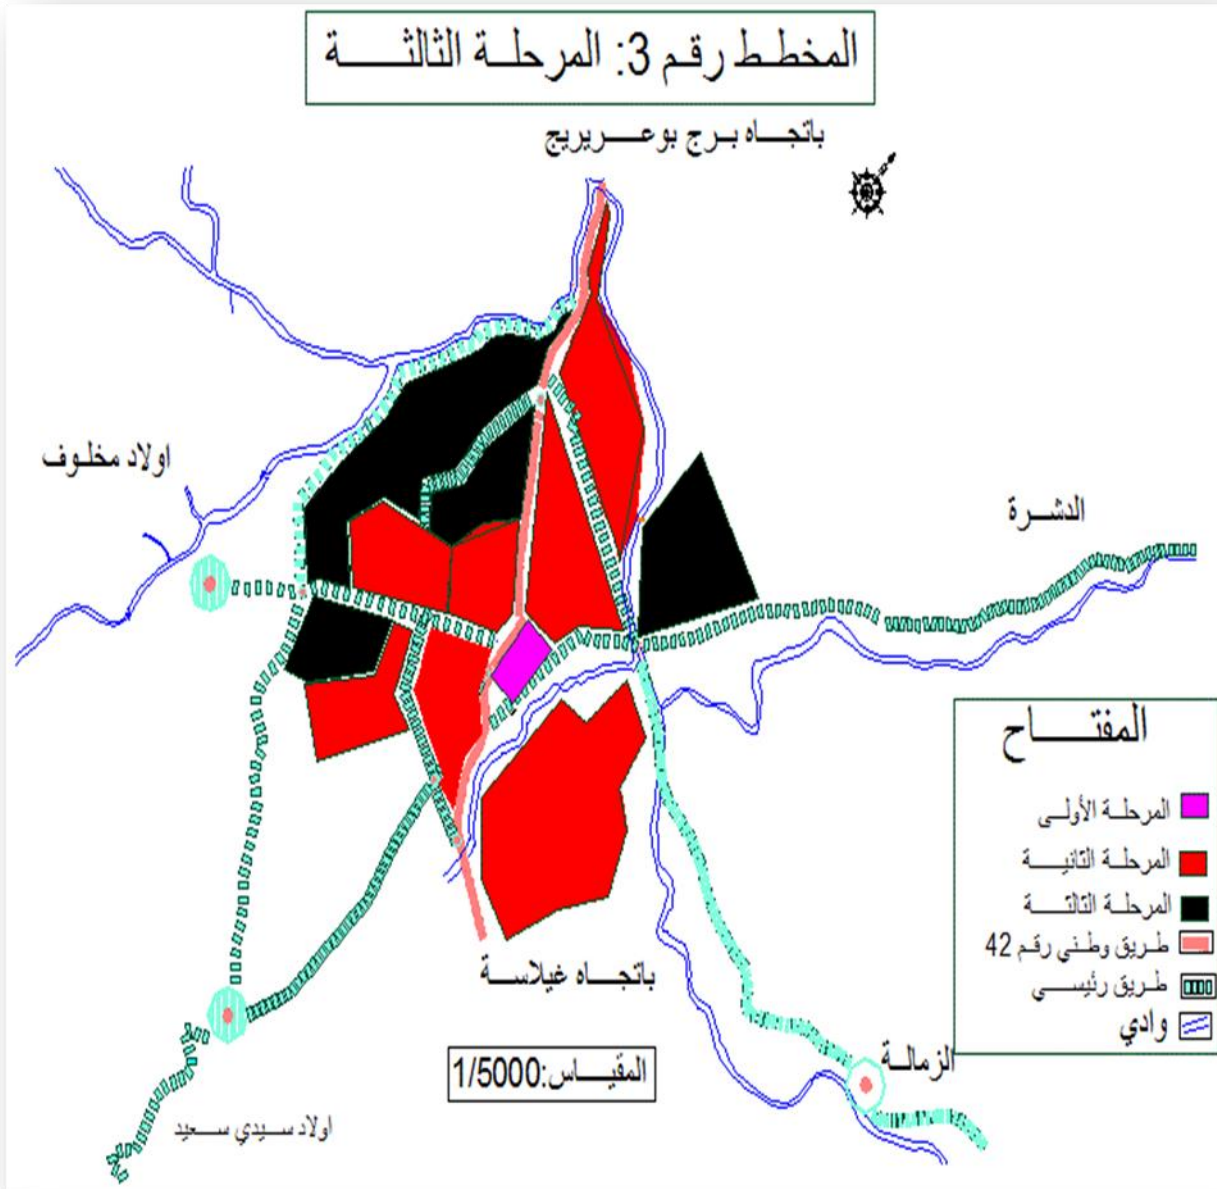 المخطط رقم 3: المرحلة الثالثة
باتجاه برج بوعريريج
اولاد مخلوف
الدشرة
المفتاح
المرحلة الأولى
المرحلة الثانية
المرحلة الثالثة
طريق وطني رقم 42
طريق رئيسي
وادي
باتجاه غيلاسة
الزمالة
المقياس:1/5000
اولاد سيدي سعيد